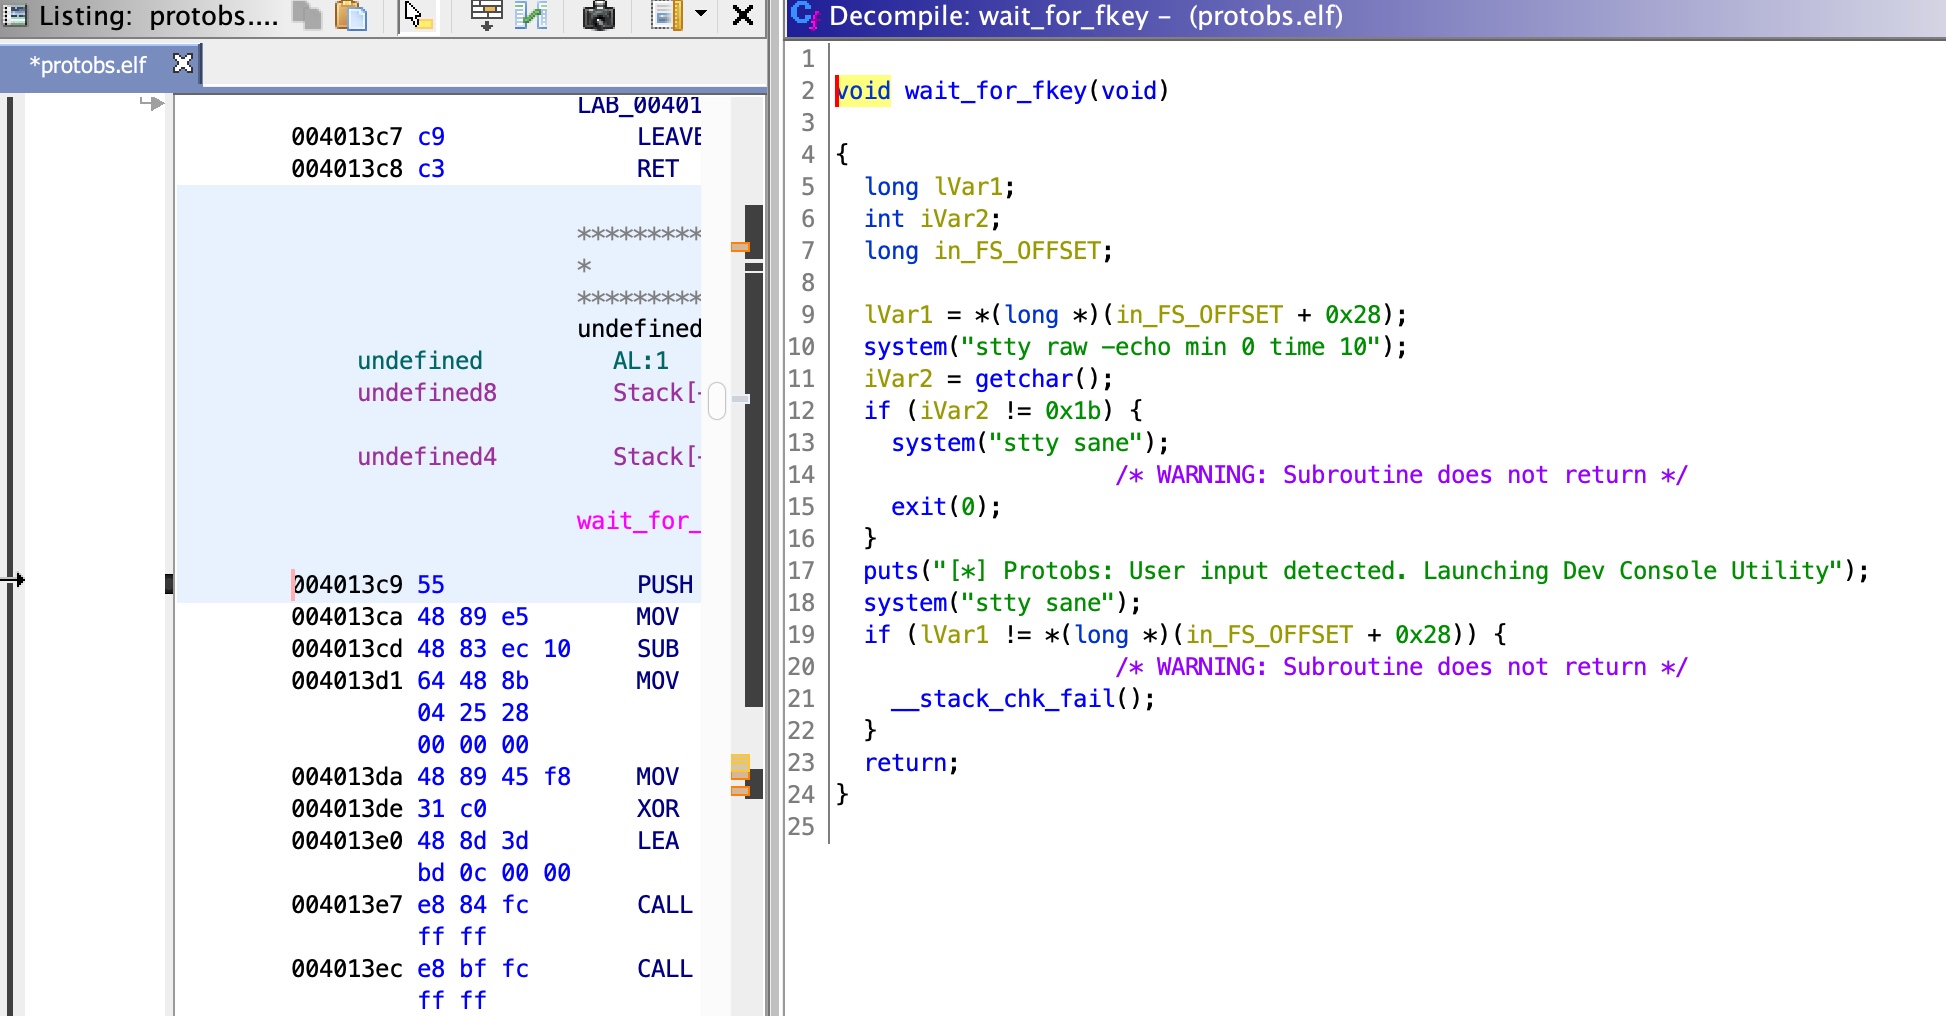 Listing: protobs....
*protobs.elf
LAB_00401
004013c7 c9 LEAVE
004013c8 c3 RET
**********
*
**********
undefined
undefined AL:1
undefined8 Stack[-
undefined4 Stack[-
wait_for_
004013c9 55 PUSH
004013ca 48 89 e5 MOV
004013cd 48 83 ec 10 SUB
004013d1 64 48 8b MOV
04 25 28
00 00 00
004013da 48 89 45 f8 MOV
004013de 31 c0 XOR
004013e0 48 8d 3d LEA
bd 0c 00 00
004013e7 e8 84 fc CALL
ff ff
004013ec e8 bf fc CALL
ff ff
Decompile: wait_for_fkey - (protobs.elf)
1
2 void wait_for_fkey(void)
3
4 {
5 long lVar1;
6 int iVar2;
7 long in_FS_OFFSET;
8
9 lVar1 = *(long *)(in_FS_OFFSET + 0x28);
10 system("stty raw -echo min 0 time 10");
11 iVar2 = getchar();
12 if (iVar2 != 0x1b) {
13 system("stty sane");
14 /* WARNING: Subroutine does not return */
15 exit(0);
16 }
17 puts("[*] Protobs: User input detected. Launching Dev Console Utility");
18 system("stty sane");
19 if (lVar1 != *(long *)(in_FS_OFFSET + 0x28)) {
20 /* WARNING: Subroutine does not return */
21 __stack_chk_fail();
22 }
23 return;
24 }
25